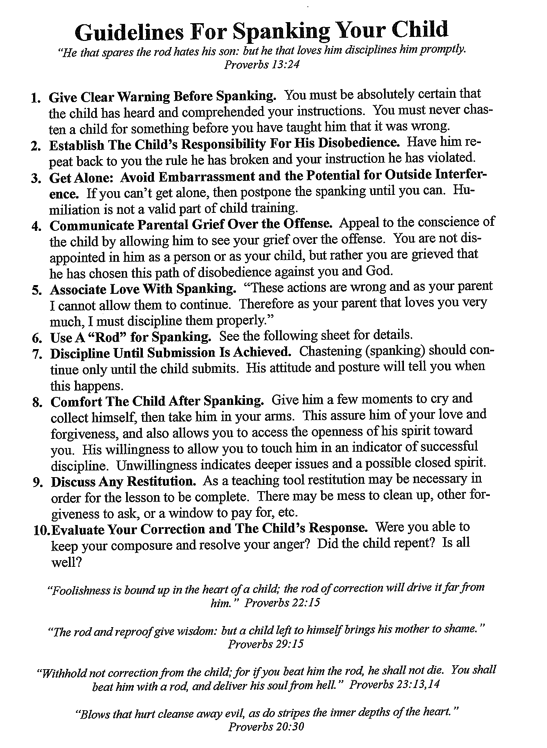 Guidelines For Spanking Your Child
"He that spares the rod hates his son: but he that loves him disciplines him promptly.
Proverbs 13:24
1. Give Clear Warning Before Spanking. You must be absolutely certain that
the child has heard and comprehended your instructions. You must never chas-
ten a child for something before you have taught him that it was wrong.
2. Establish The Child's Responsibility For His Disobedience. Have him re-
peat back to you the rule he has broken and your instruction he has violated.
3. Get Alone: Avoid Embarrassment and the Potential for Outside Interfer-
ence. If you can't get alone, then postpone the spanking until you can. Hu-
miliation is not a valid part of child training.
4. Communicate Parental Grief Over the Offense. Appeal to the conscience of
the child by allowing him to see your grief over the offense. You are not dis-
appointed in him as a person or as your child, but rather you are grieved that
he has chosen this path of disobedience against you and God.
5. Associate Love With Spanking. "These actions are wrong and as your parent
I cannot allow them to continue. Therefore as your parent that loves you very
much, I must discipline them properly."
6. Use A "Rod" for Spanking. See the following sheet for details.
7. Discipline Until Submission Is Achieved. Chastening (spanking) should con-
tinue only until the child submits. His attitude and posture will tell you when
this happens.
8. Comfort The Child After Spanking. Give him a few moments to cry and
collect himself, then take him in your arms. This assure him of your love and
forgiveness, and also allows you to access the openness of his spirit toward
you. His willingness to allow you to touch him in an indicator of successful
discipline. Unwillingness indicates deeper issues and a possible closed spirit.
9. Discuss Any Restitution. As a teaching tool restitution may be necessary in
order for the lesson to be complete. There may be mess to clean up, other for-
giveness to ask, or a window to pay for, etc.
10.Evaluate Your Correction and The Child's Response. Were you able to
keep your composure and resolve your anger? Did the child repent? Is all
well?
"Foolishness is bound up in the heart of a child; the rod of correction will drive it far from
him." Proverbs 22:15
"The rod and reproof give wisdom: but a child left to himself brings his mother to shame."
Proverbs 29:15
"Withhold not correction from the child; for if you beat him the rod, he shall not die. You shall
beat him with a rod, and deliver his soul from hell." Proverbs 23:13,14
"Blows that hurt cleanse away evil, as do stripes the inner depths of the heart."
Proverbs 20:30